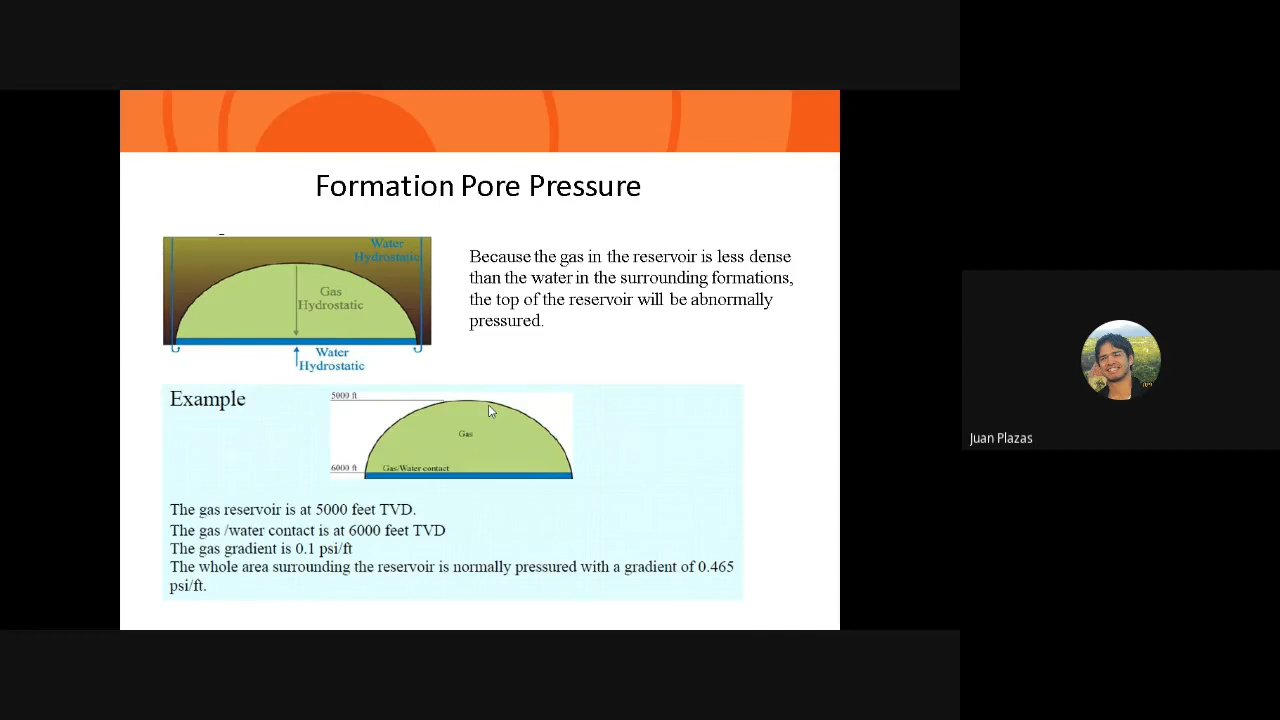 Formation Pore Pressure
Water
Hydrostatic
Gas
Hydrostatic
Water
Hydrostatic
Because the gas in the reservoir is less dense
than the water in the surrounding formations,
the top of the reservoir will be abnormally
pressured.
Example
5000 ft
Gas
6000 ft
Gas/Water contact
The gas reservoir is at 5000 feet TVD.
The gas /water contact is at 6000 feet TVD
The gas gradient is 0.1 psi/ft
The whole area surrounding the reservoir is normally pressured with a gradient of 0.465
psi/ft.
Juan Plazas